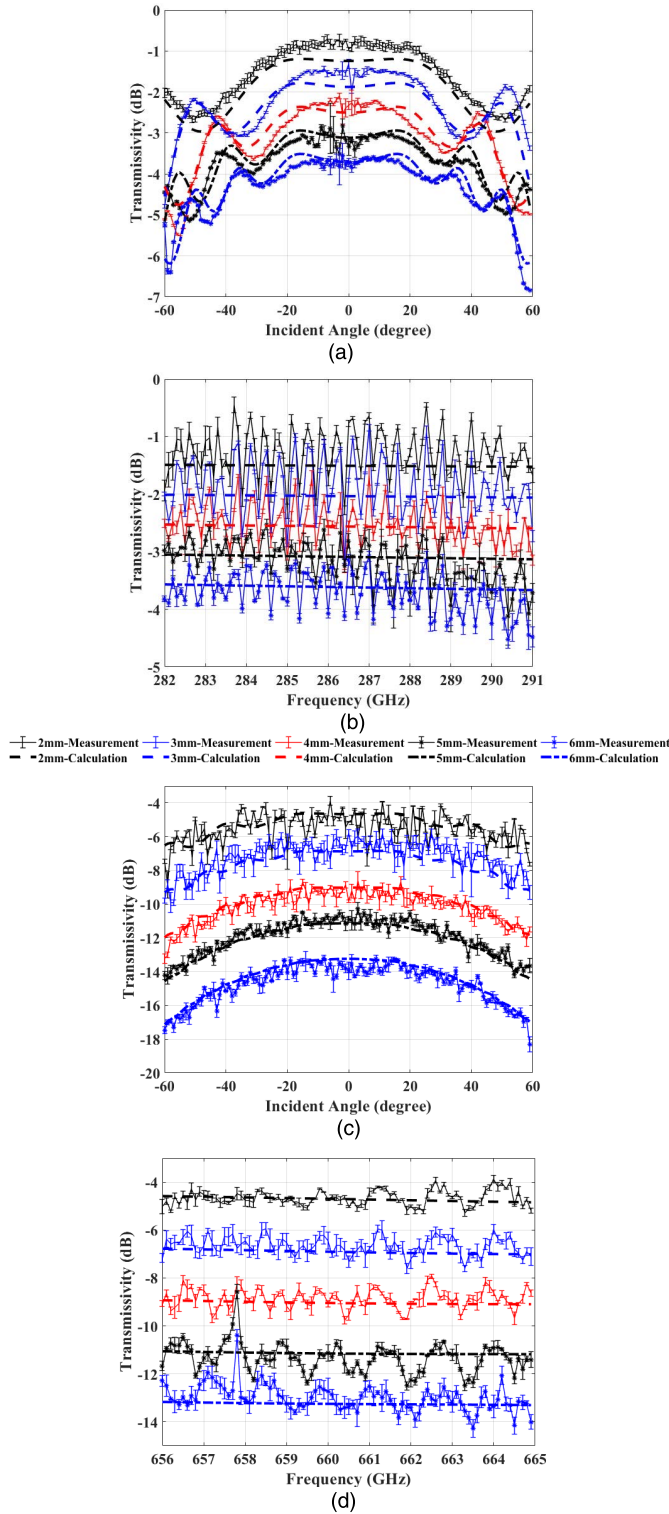 0
-1
-2
-3
-4
-5
-6
-7
Transmissivity (dB)
-60 -40 -20 0 20 40 60
Incident Angle (degree)
(a)
0
-1
-2
-3
-4
-5
Transmissivity (dB)
282 283 284 285 286 287 288 289 290 291
Frequency (GHz)
(b)
2mm-Measurement 3mm-Measurement 4mm-Measurement 5mm-Measurement 6mm-Measurement
2mm-Calculation 3mm-Calculation 4mm-Calculation 5mm-Calculation 6mm-Calculation
-4
-6
-8
-10
-12
-14
-16
-18
-20
Transmissivity (dB)
-60 -40 -20 0 20 40 60
Incident Angle (degree)
(c)
-4
-6
-8
-10
-12
-14
Transmissivity (dB)
656 657 658 659 660 661 662 663 664 665
Frequency (GHz)
(d)